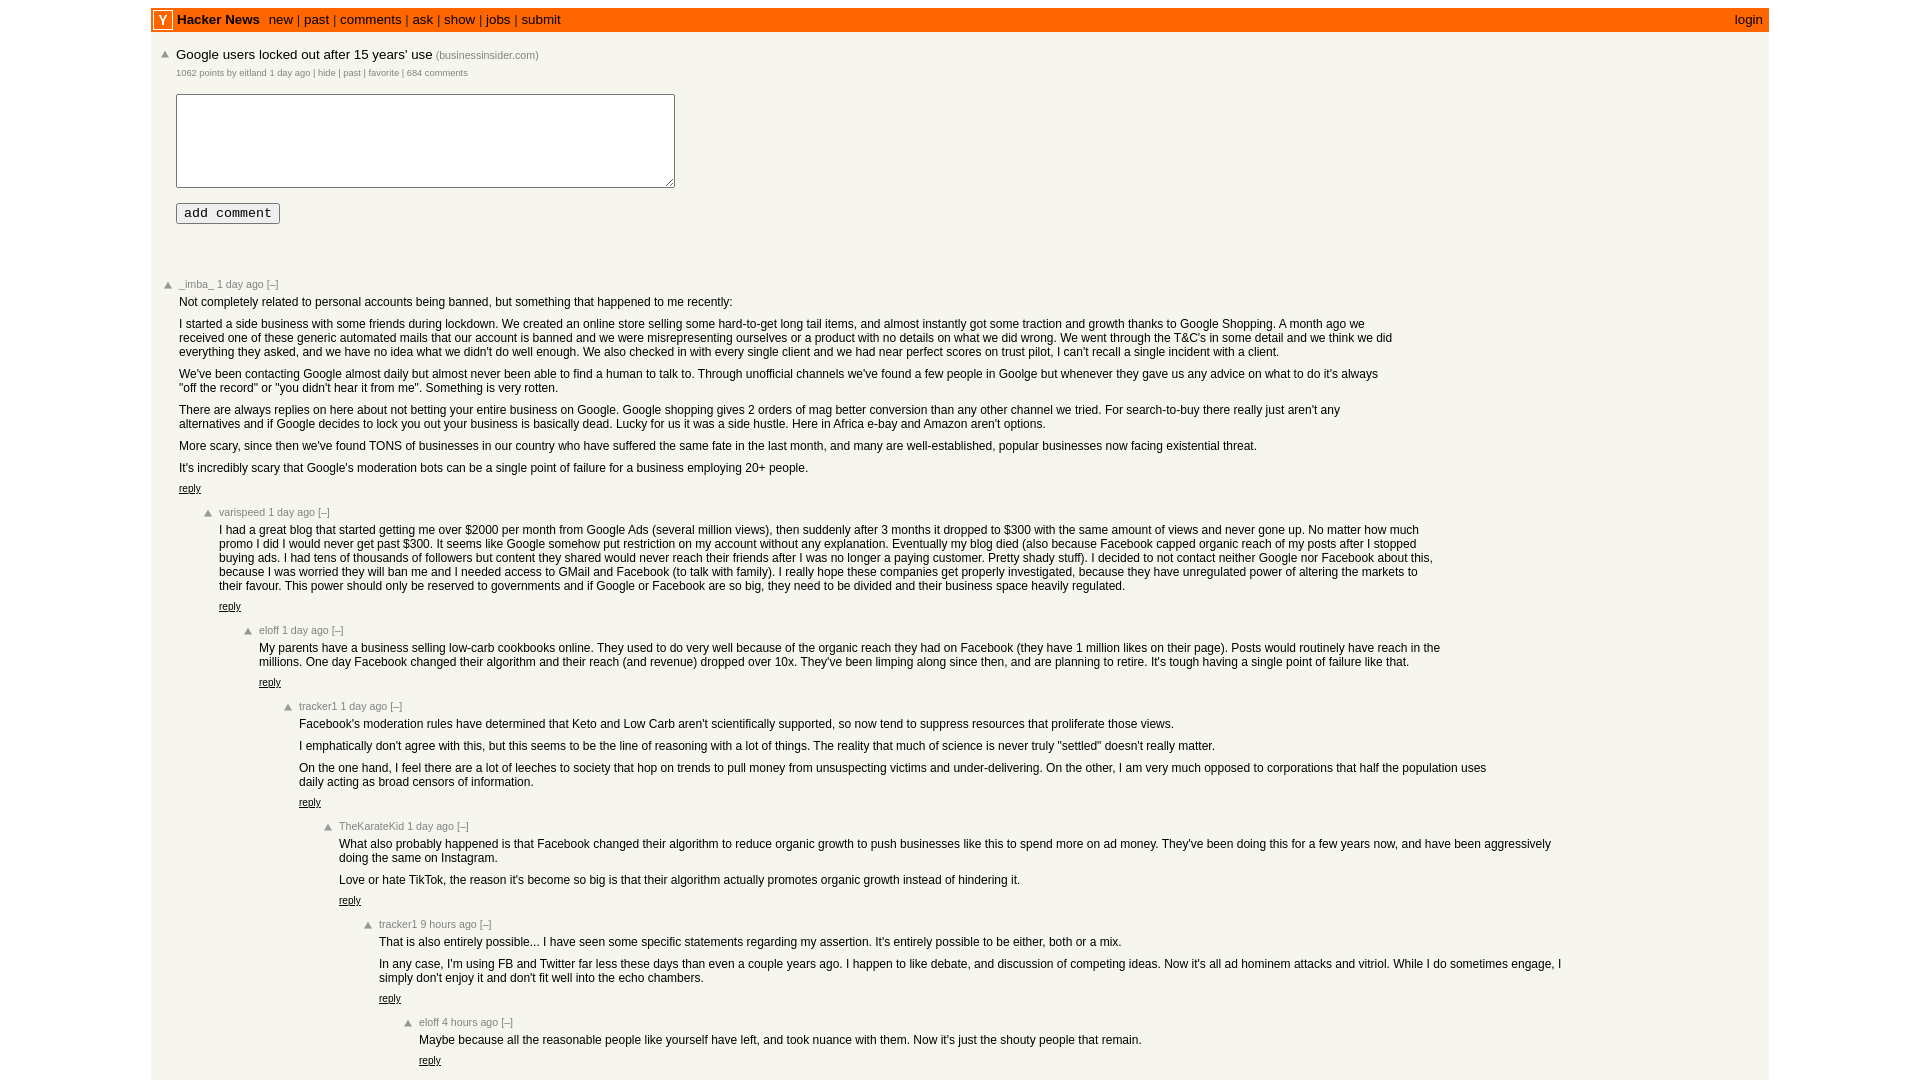 Y Hacker News new | past | comments | ask | show | jobs | submit login
Google users locked out after 15 years' use (businessinsider.com)
1062 points by eitland 1 day ago | hide | past | favorite | 684 comments
add comment
_imba_ 1 day ago [–]
Not completely related to personal accounts being banned, but something that happened to me recently:
I started a side business with some friends during lockdown. We created an online store selling some hard-to-get long tail items, and almost instantly got some traction and growth thanks to Google Shopping. A month ago we
received one of these generic automated mails that our account is banned and we were misrepresenting ourselves or a product with no details on what we did wrong. We went through the T&C's in some detail and we think we did
everything they asked, and we have no idea what we didn't do well enough. We also checked in with every single client and we had near perfect scores on trust pilot, I can't recall a single incident with a client.
We've been contacting Google almost daily but almost never been able to find a human to talk to. Through unofficial channels we've found a few people in Goolge but whenever they gave us any advice on what to do it's always
"off the record" or "you didn't hear it from me". Something is very rotten.
There are always replies on here about not betting your entire business on Google. Google shopping gives 2 orders of mag better conversion than any other channel we tried. For search-to-buy there really just aren't any
alternatives and if Google decides to lock you out your business is basically dead. Lucky for us it was a side hustle. Here in Africa e-bay and Amazon aren't options.
More scary, since then we've found TONS of businesses in our country who have suffered the same fate in the last month, and many are well-established, popular businesses now facing existential threat.
It's incredibly scary that Google's moderation bots can be a single point of failure for a business employing 20+ people.
reply
varispeed 1 day ago [–]
I had a great blog that started getting me over $2000 per month from Google Ads (several million views), then suddenly after 3 months it dropped to $300 with the same amount of views and never gone up. No matter how much
promo I did I would never get past $300. It seems like Google somehow put restriction on my account without any explanation. Eventually my blog died (also because Facebook capped organic reach of my posts after I stopped
buying ads. I had tens of thousands of followers but content they shared would never reach their friends after I was no longer a paying customer. Pretty shady stuff). I decided to not contact neither Google nor Facebook about this,
because I was worried they will ban me and I needed access to GMail and Facebook (to talk with family). I really hope these companies get properly investigated, because they have unregulated power of altering the markets to
their favour. This power should only be reserved to governments and if Google or Facebook are so big, they need to be divided and their business space heavily regulated.
reply
eloff 1 day ago [–]
My parents have a business selling low-carb cookbooks online. They used to do very well because of the organic reach they had on Facebook (they have 1 million likes on their page). Posts would routinely have reach in the
millions. One day Facebook changed their algorithm and their reach (and revenue) dropped over 10x. They've been limping along since then, and are planning to retire. It's tough having a single point of failure like that.
reply
tracker1 1 day ago [–]
Facebook's moderation rules have determined that Keto and Low Carb aren't scientifically supported, so now tend to suppress resources that proliferate those views.
I emphatically don't agree with this, but this seems to be the line of reasoning with a lot of things. The reality that much of science is never truly "settled" doesn't really matter.
On the one hand, I feel there are a lot of leeches to society that hop on trends to pull money from unsuspecting victims and under-delivering. On the other, I am very much opposed to corporations that half the population uses
daily acting as broad censors of information.
reply
TheKarateKid 1 day ago [–]
What also probably happened is that Facebook changed their algorithm to reduce organic growth to push businesses like this to spend more on ad money. They've been doing this for a few years now, and have been aggressively
doing the same on Instagram.
Love or hate TikTok, the reason it's become so big is that their algorithm actually promotes organic growth instead of hindering it.
reply
tracker1 9 hours ago [–]
That is also entirely possible... I have seen some specific statements regarding my assertion. It's entirely possible to be either, both or a mix.
In any case, I'm using FB and Twitter far less these days than even a couple years ago. I happen to like debate, and discussion of competing ideas. Now it's all ad hominem attacks and vitriol. While I do sometimes engage, I
simply don't enjoy it and don't fit well into the echo chambers.
reply
eloff 4 hours ago [–]
Maybe because all the reasonable people like yourself have left, and took nuance with them. Now it's just the shouty people that remain.
reply